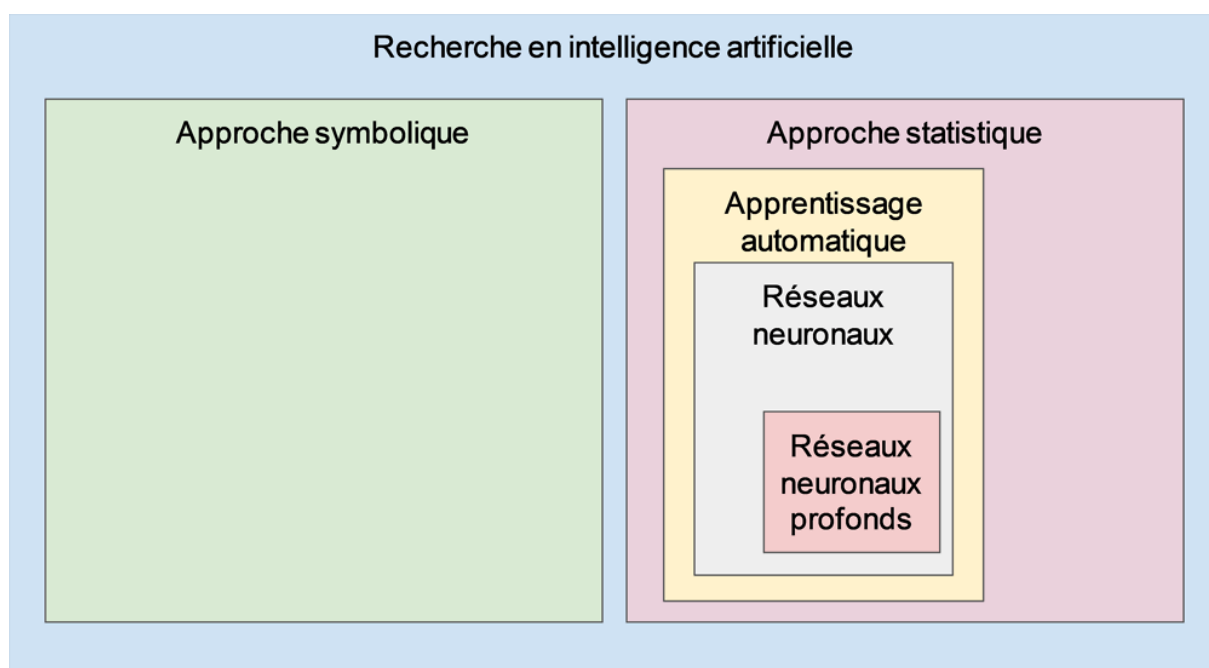 Recherche en intelligence artificielle
Approche symbolique
Approche statistique
Apprentissage
automatique
Réseaux
neuronaux
Réseaux
neuronaux
profonds